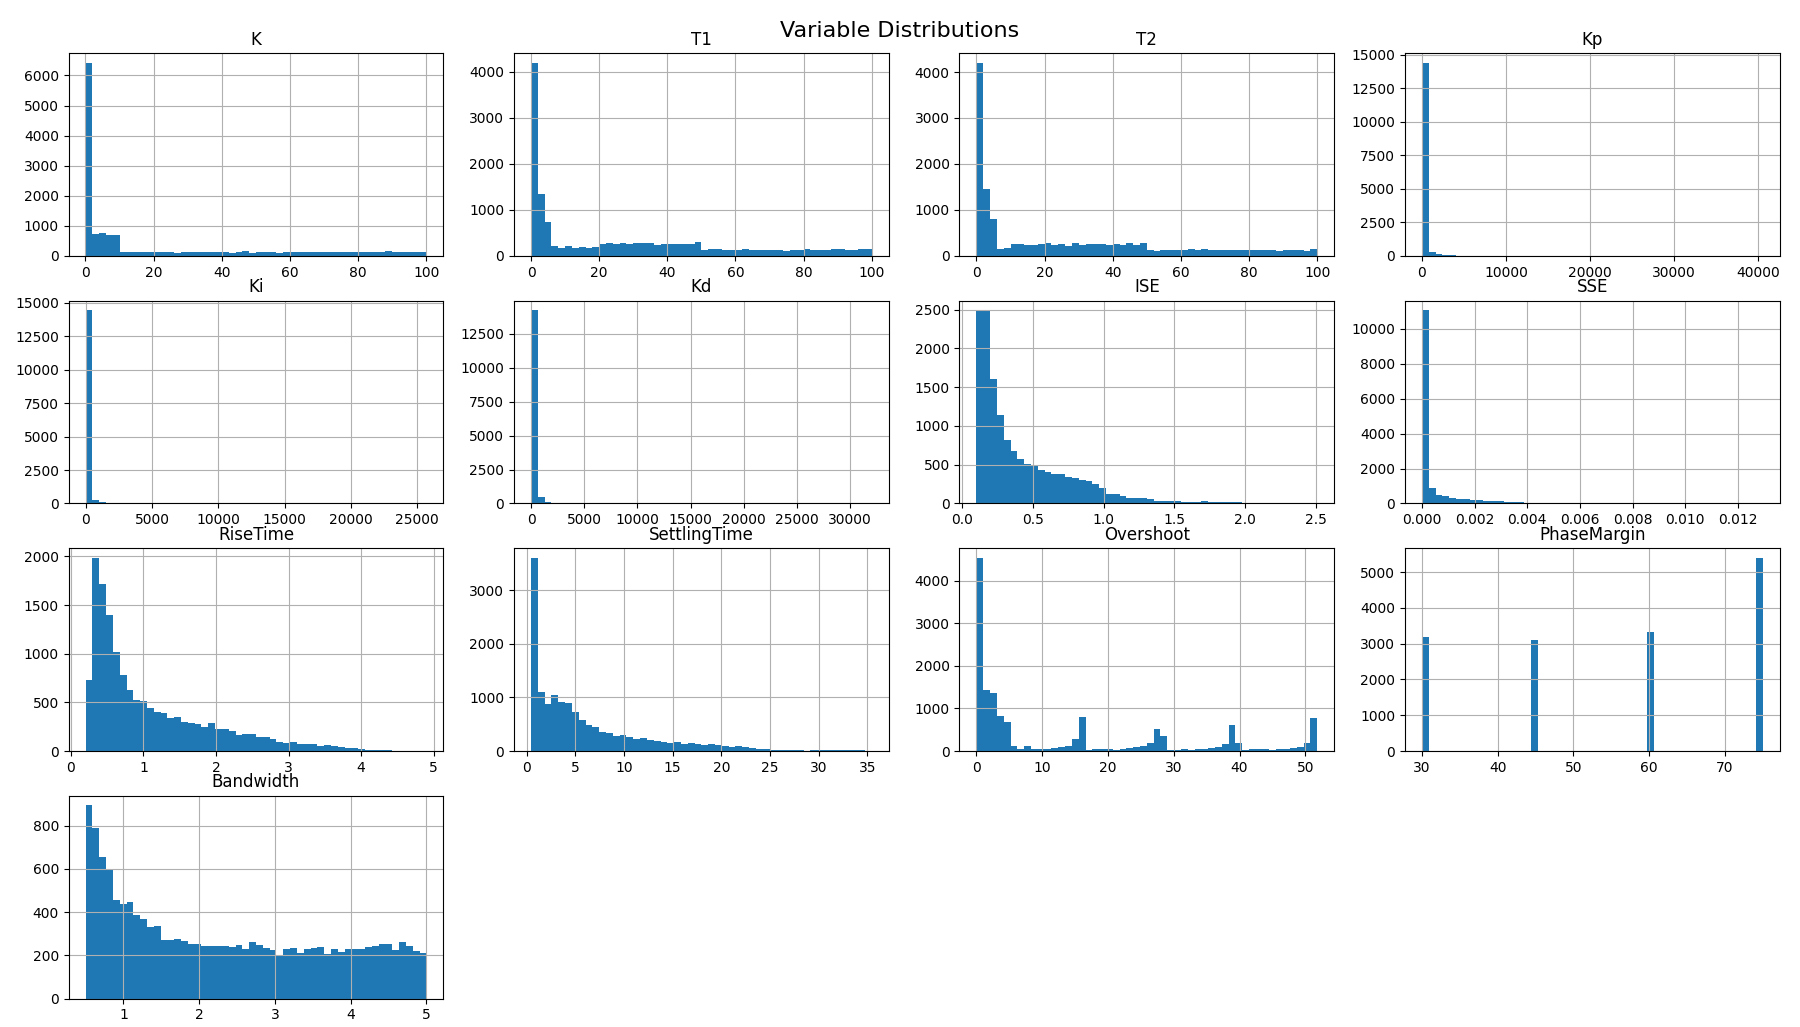 Variable Distributions
K
6000
5000
4000
3000
2000
1000
0
0 20 40 60 80 100
T1
4000
3000
2000
1000
0
0 20 40 60 80 100
T2
4000
3000
2000
1000
0
0 20 40 60 80 100
Kp
15000
12500
10000
7500
5000
2500
0
0 10000 20000 30000 40000
Ki
15000
12500
10000
7500
5000
2500
0
0 5000 10000 15000 20000 25000
Kd
12500
10000
7500
5000
2500
0
0 5000 10000 15000 20000 25000 30000
ISE
2500
2000
1500
1000
500
0
0.0 0.5 1.0 1.5 2.0 2.5
SSE
10000
8000
6000
4000
2000
0
0.000 0.002 0.004 0.006 0.008 0.010 0.012
RiseTime
2000
1500
1000
500
0
0 1 2 3 4 5
SettlingTime
3000
2000
1000
0
0 5 10 15 20 25 30 35
Overshoot
4000
3000
2000
1000
0
0 10 20 30 40 50
PhaseMargin
5000
4000
3000
2000
1000
0
30 40 50 60 70
Bandwidth
800
600
400
200
0
1 2 3 4 5